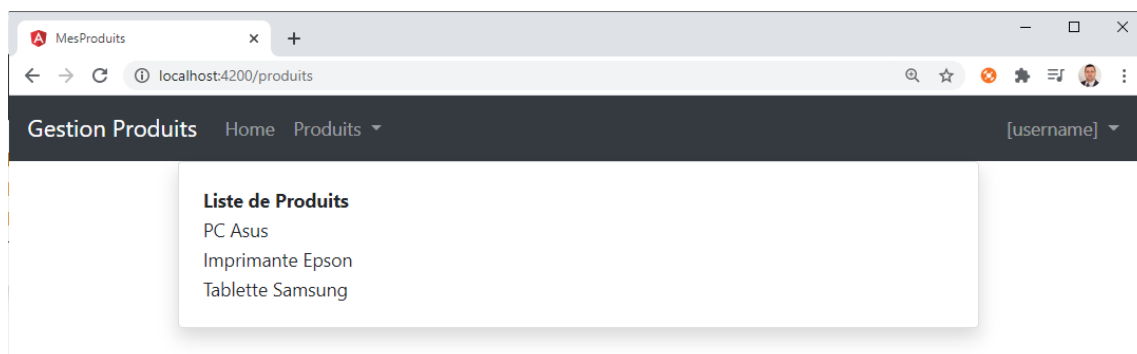 MesProduits
localhost:4200/produits
Gestion Produits Home Produits [username]
Liste de Produits
PC Asus
Imprimante Epson
Tablette Samsung